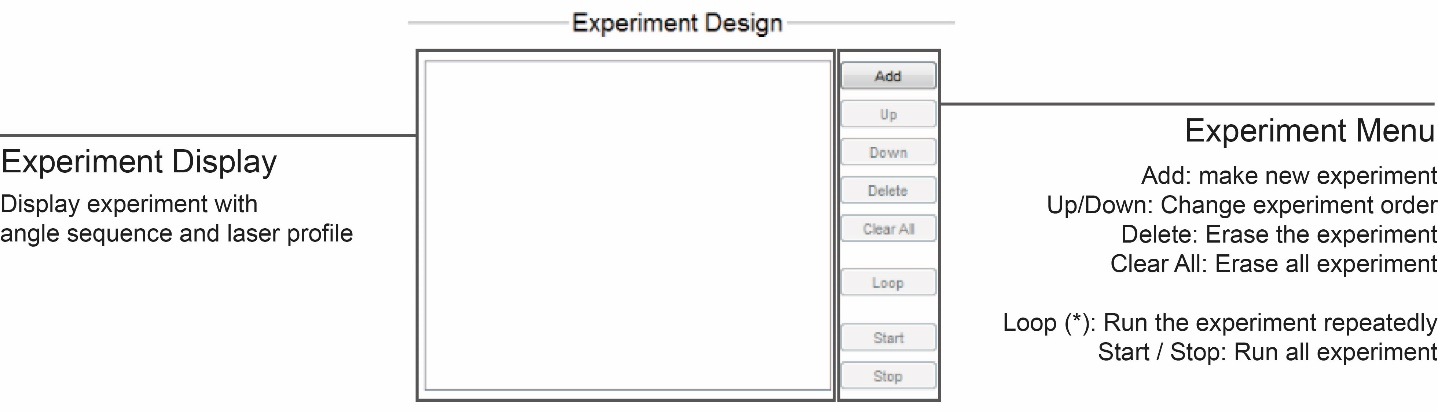 Experiment Design
Experiment Display
Display experiment with
angle sequence and laser profile
Add
Up
Down
Delete
Clear All
Loop
Start
Stop
Experiment Menu
Add: make new experiment
Up/Down: Change experiment order
Delete: Erase the experiment
Clear All: Erase all experiment
Loop (*): Run the experiment repeatedly
Start / Stop: Run all experiment